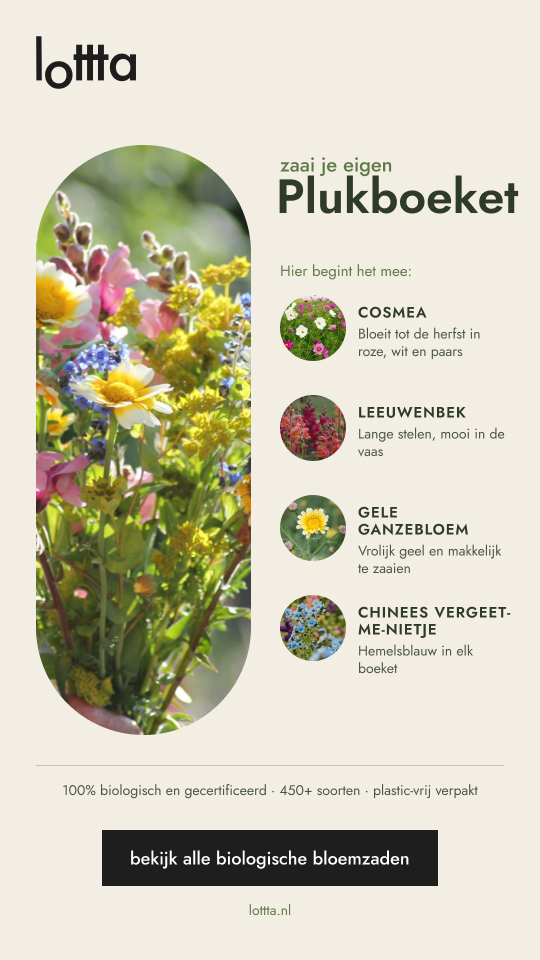 lottta
zaai je eigen
Plukboeket
Hier begint het mee:
COSMEA
Bloeit tot de herfst in
roze, wit en paars
LEEUWENBEK
Lange stelen, mooi in de
vaas
GELE
GANZEBLOEM
Vrolijk geel en makkelijk
te zaaien
CHINEES VERGEET-
ME-NIETJE
Hemelsblauw in elk
boeket
100% biologisch en gecertificeerd · 450+ soorten · plastic-vrij verpakt
bekijk alle biologische bloemzaden
lottta.nl